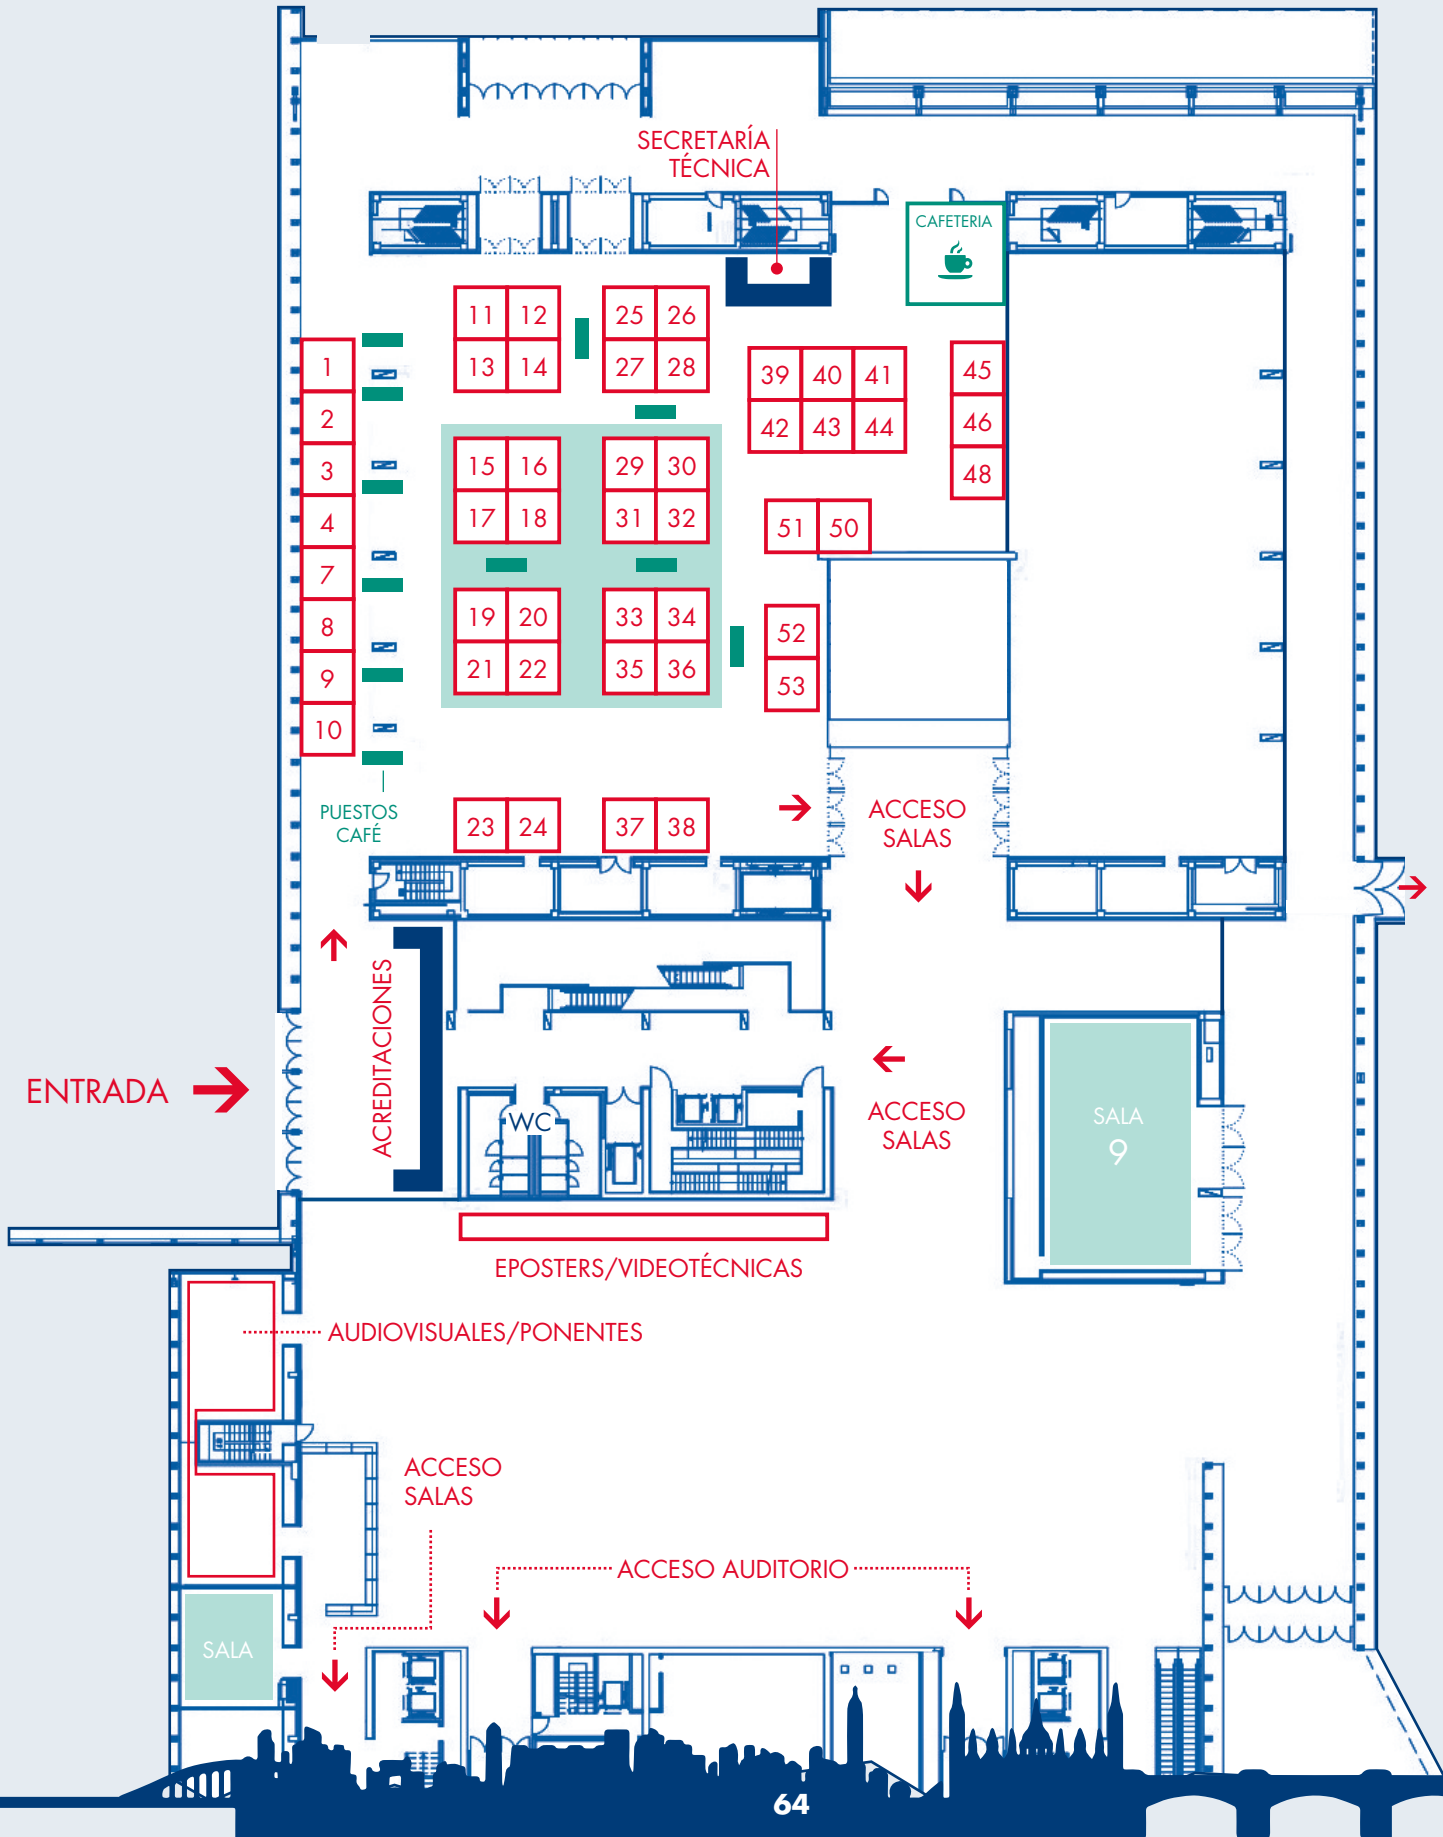 SECRETARÍA
TÉCNICA
CAFETERIA
11 12
13 14
25 26
27 28
39 40 41
42 43 44
45
46
48
1
2
3
4
7
8
9
10
15 16
17 18
29 30
31 32
51 50
19 20
21 22
33 34
35 36
52
53
PUESTOS
CAFÉ
23 24
37 38
ACCESO
SALAS
ACREDITACIONES
ENTRADA
WC
ACCESO
SALAS
SALA
9
EPOSTERS/VIDEOTÉCNICAS
AUDIOVISUALES/PONENTES
ACCESO
SALAS
ACCESO AUDITORIO
SALA
64